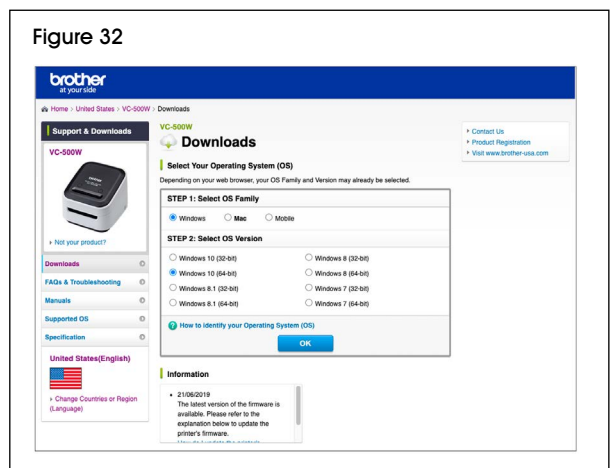 Figure 32
brother
at your side
Home > United States > VC-500W > Downloads
Support & Downloads
VC-500W
Not your product?
Downloads
FAQs & Troubleshooting
Manuals
Supported OS
Specification
United States(English)
Change Countries or Region
(Language)
VC-500W
Downloads
Select Your Operating System (OS)
Depending on your web browser, your OS Family and Version may already be selected.
STEP 1: Select OS Family
Windows Mac Mobile
STEP 2: Select OS Version
Windows 10 (32-bit) Windows 8 (32-bit)
Windows 10 (64-bit) Windows 8 (64-bit)
Windows 8.1 (32-bit) Windows 7 (32-bit)
Windows 8.1 (64-bit) Windows 7 (64-bit)
How to identify your Operating System (OS)
OK
Information
21/06/2019
The latest version of the firmware is
available. Please refer to the
explanation below to update the
printer's firmware.
Contact Us
Product Registration
Visit www.brother-usa.com